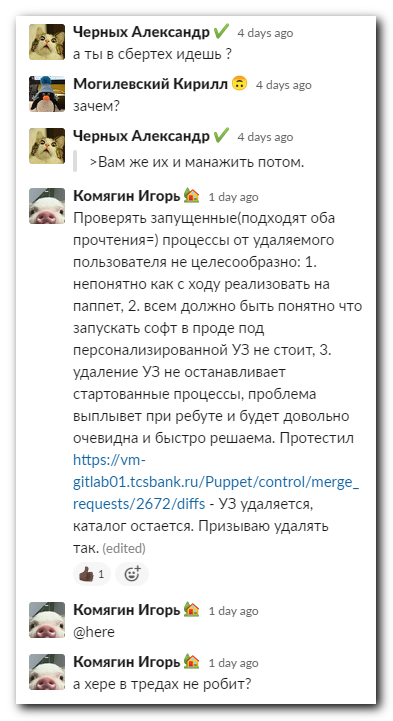 Черных Александр ✔ 4 days ago
а ты в сбертех идешь ?
Могилевский Кирилл 🙃 4 days ago
зачем?
Черных Александр ✔ 4 days ago
>Вам же их и манажить потом.
Комягин Игорь 🏡 1 day ago
Проверять запущенные(подходят оба
прочтения=) процессы от удаляемого
пользователя не целесообразно: 1.
непонятно как с ходу реализовать на
паппет, 2. всем должно быть понятно что
запускать софт в проде под
персонализированной УЗ не стоит, 3.
удаление УЗ не останавливает
стартованные процессы, проблема
выплывет при ребуте и будет довольно
очевидна и быстро решаема. Протестил
https://vm-
gitlab01.tcsbank.ru/Puppet/control/merge_
requests/2672/diffs - УЗ удаляется,
каталог остается. Призываю удалять
так. (edited)
1
Комягин Игорь 🏡 1 day ago
@here
Комягин Игорь 🏡 1 day ago
а хере в тредах не робит?